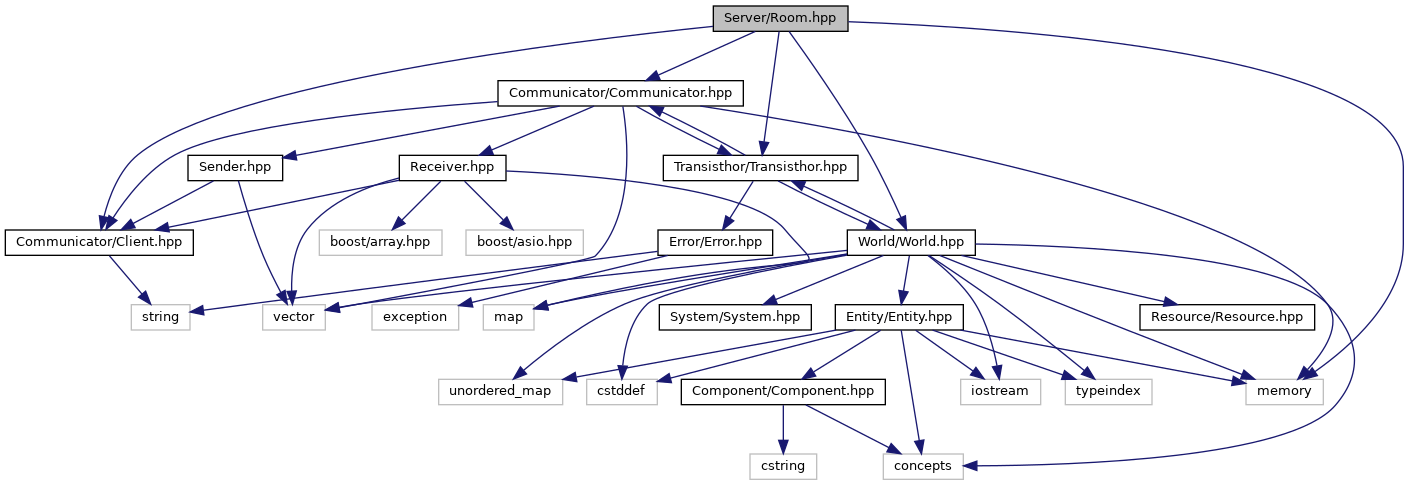 Server/Room.hpp
Communicator/Communicator.hpp
Sender.hpp
Receiver.hpp
Transisthor/Transisthor.hpp
Communicator/Client.hpp
boost/array.hpp
boost/asio.hpp
Error/Error.hpp
World/World.hpp
string
vector
exception
map
System/System.hpp
Entity/Entity.hpp
Resource/Resource.hpp
unordered_map
cstddef
Component/Component.hpp
iostream
typeindex
memory
cstring
concepts